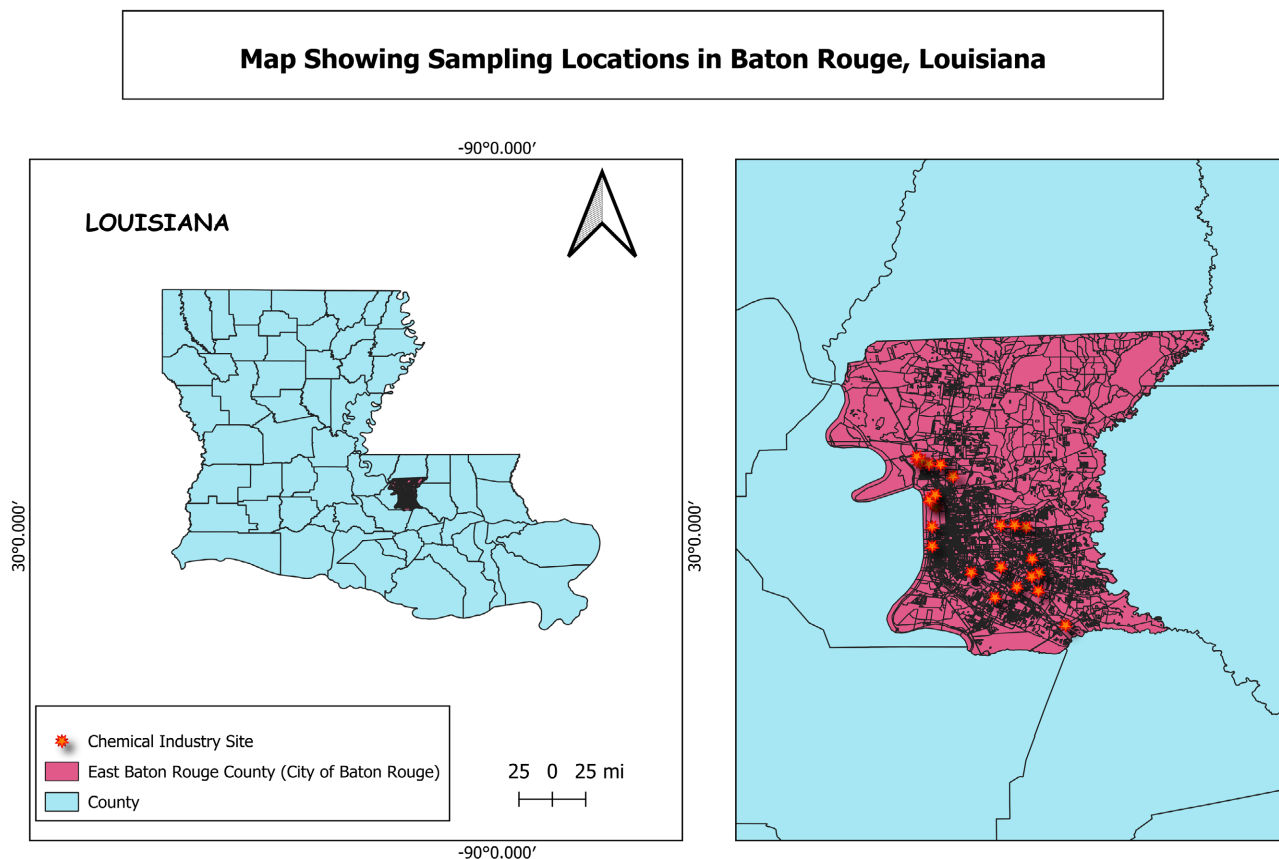 Map Showing Sampling Locations in Baton Rouge, Louisiana
-90°0.000′
LOUISIANA
30°0.000′
30°0.000′
Chemical Industry Site
East Baton Rouge County (City of Baton Rouge)
County
25 0 25 mi
-90°0.000′